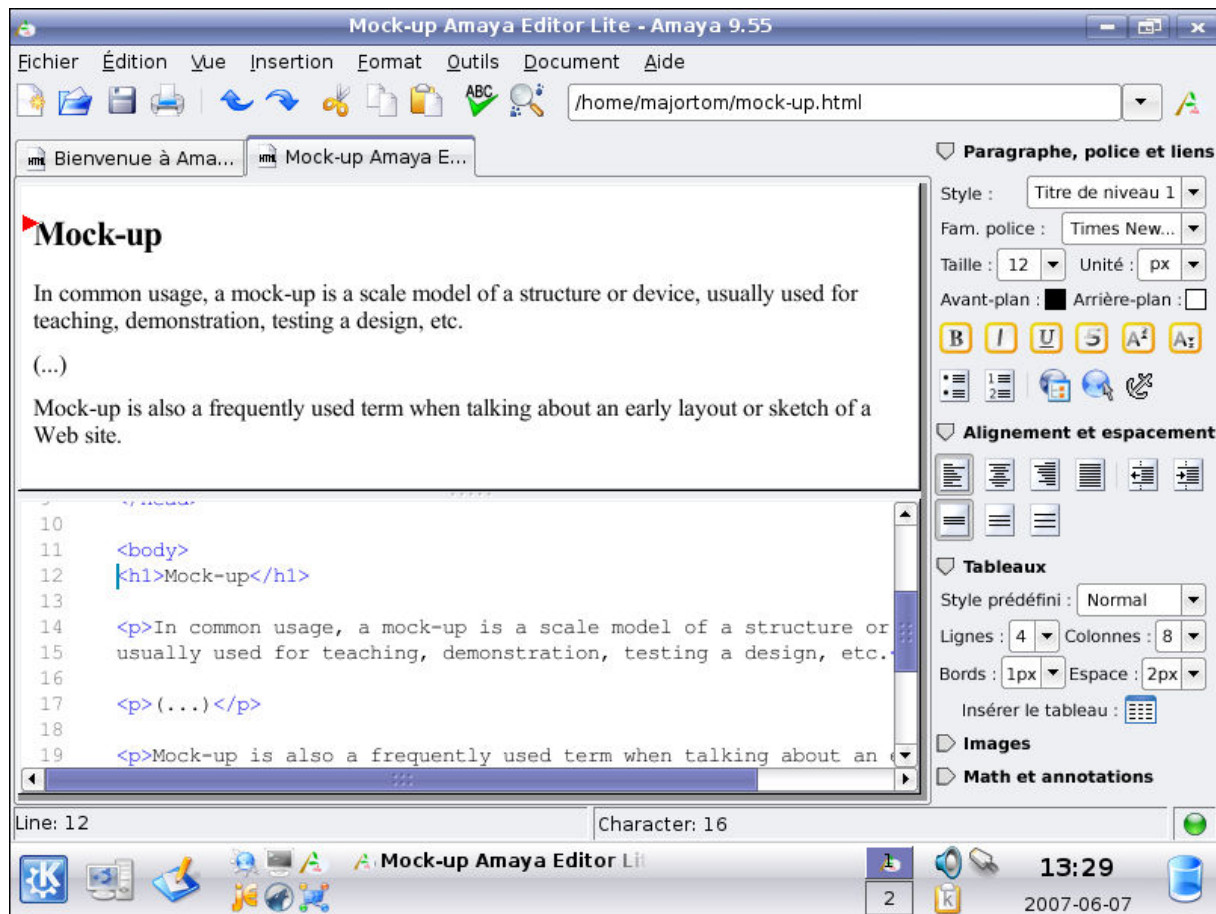 Mock-up Amaya Editor Lite - Amaya 9.55
Fichier Édition Vue Insertion Format Outils Document Aide
ABC
/home/majortom/mock-up.html
Bienvenue à Ama... Mock-up Amaya E...
Mock-up
In common usage, a mock-up is a scale model of a structure or device, usually used for
teaching, demonstration, testing a design, etc.
(...)
Mock-up is also a frequently used term when talking about an early layout or sketch of a
Web site.
10
11 <body>
12 <h1>Mock-up</h1>
13
14 <p>In common usage, a mock-up is a scale model of a structure or
15 usually used for teaching, demonstration, testing a design, etc.
16
17 <p>(...)</p>
18
19 <p>Mock-up is also a frequently used term when talking about an
Paragraphe, police et liens
Style : Titre de niveau 1
Fam. police : Times New...
Taille : 12 Unité : px
Avant-plan : Arrière-plan :
B I U S A² A₂
Alignement et espacement
Tableaux
Style prédéfini : Normal
Lignes : 4 Colonnes : 8
Bords : 1px Espace : 2px
Insérer le tableau :
Images
Math et annotations
Line: 12 Character: 16
Mock-up Amaya Editor Lit
1
2
13:29
2007-06-07